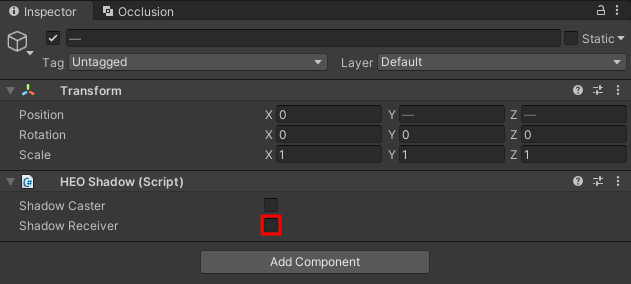 Inspector Occlusion
— Static
Tag Untagged Layer Default
Transform
Position X 0 Y — Z —
Rotation X 0 Y 0 Z 0
Scale X 1 Y 1 Z 1
HEO Shadow (Script)
Shadow Caster
Shadow Receiver
Add Component